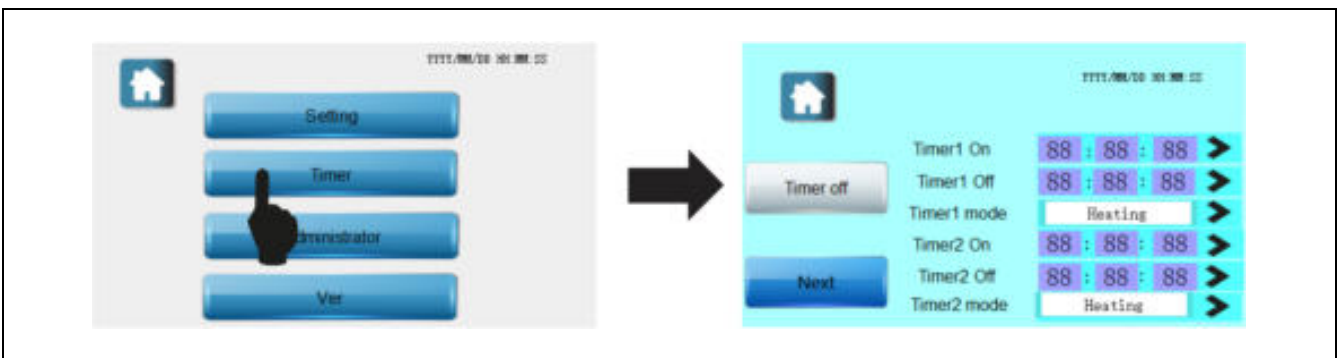 YYYY/MM/DD HH:MM:SS
Setting
Timer
dministrator
Ver
YYYY/MM/DD HH:MM:SS
Timer off
Next
Timer1 On 88 : 88 : 88
Timer1 Off 88 : 88 : 88
Timer1 mode Heating
Timer2 On 88 : 88 : 88
Timer2 Off 88 : 88 : 88
Timer2 mode Heating